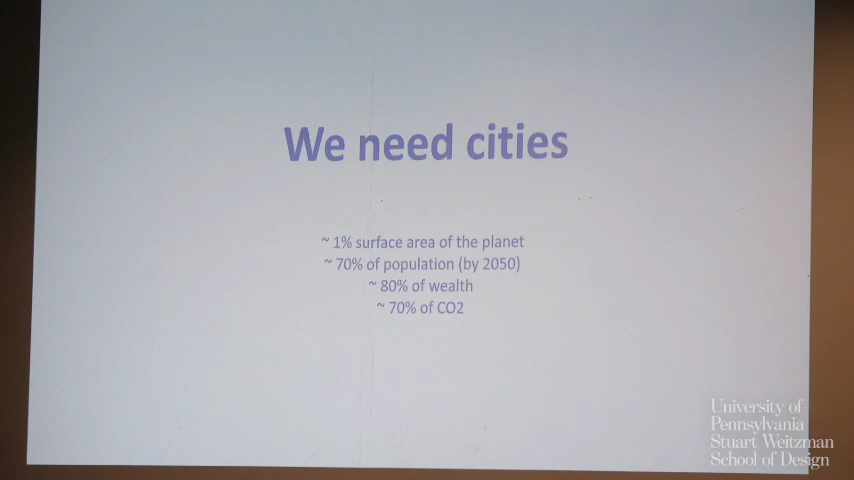 We need cities
~ 1% surface area of the planet
~ 70% of population (by 2050)
~ 80% of wealth
~ 70% of CO2
University of
Pennsylvania
Stuart Weitzman
School of Design